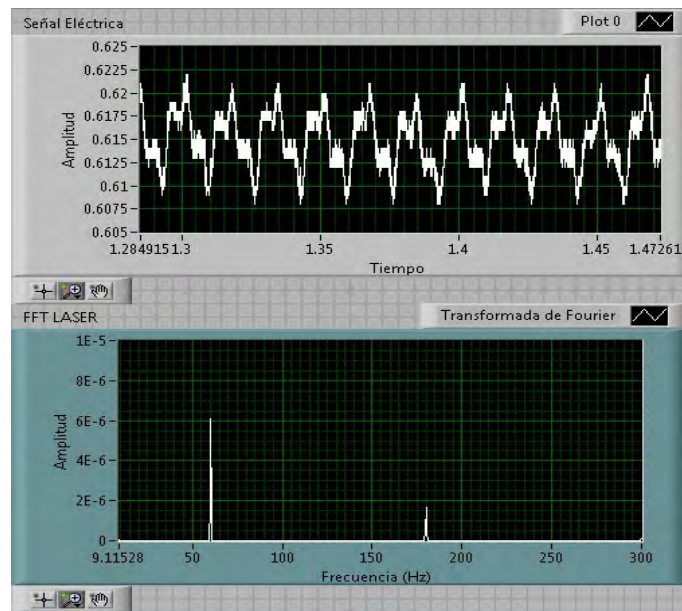 Señal Eléctrica
Plot 0
0.625
0.6225
0.62
0.6175
0.615
0.6125
0.61
0.6075
0.605
Amplitud
1.284915 1.3 1.35 1.4 1.45 1.47261
Tiempo
FFT LASER
Transformada de Fourier
1E-5
8E-6
6E-6
4E-6
2E-6
0
Amplitud
9.11528 50 100 150 200 250 300
Frecuencia (Hz)